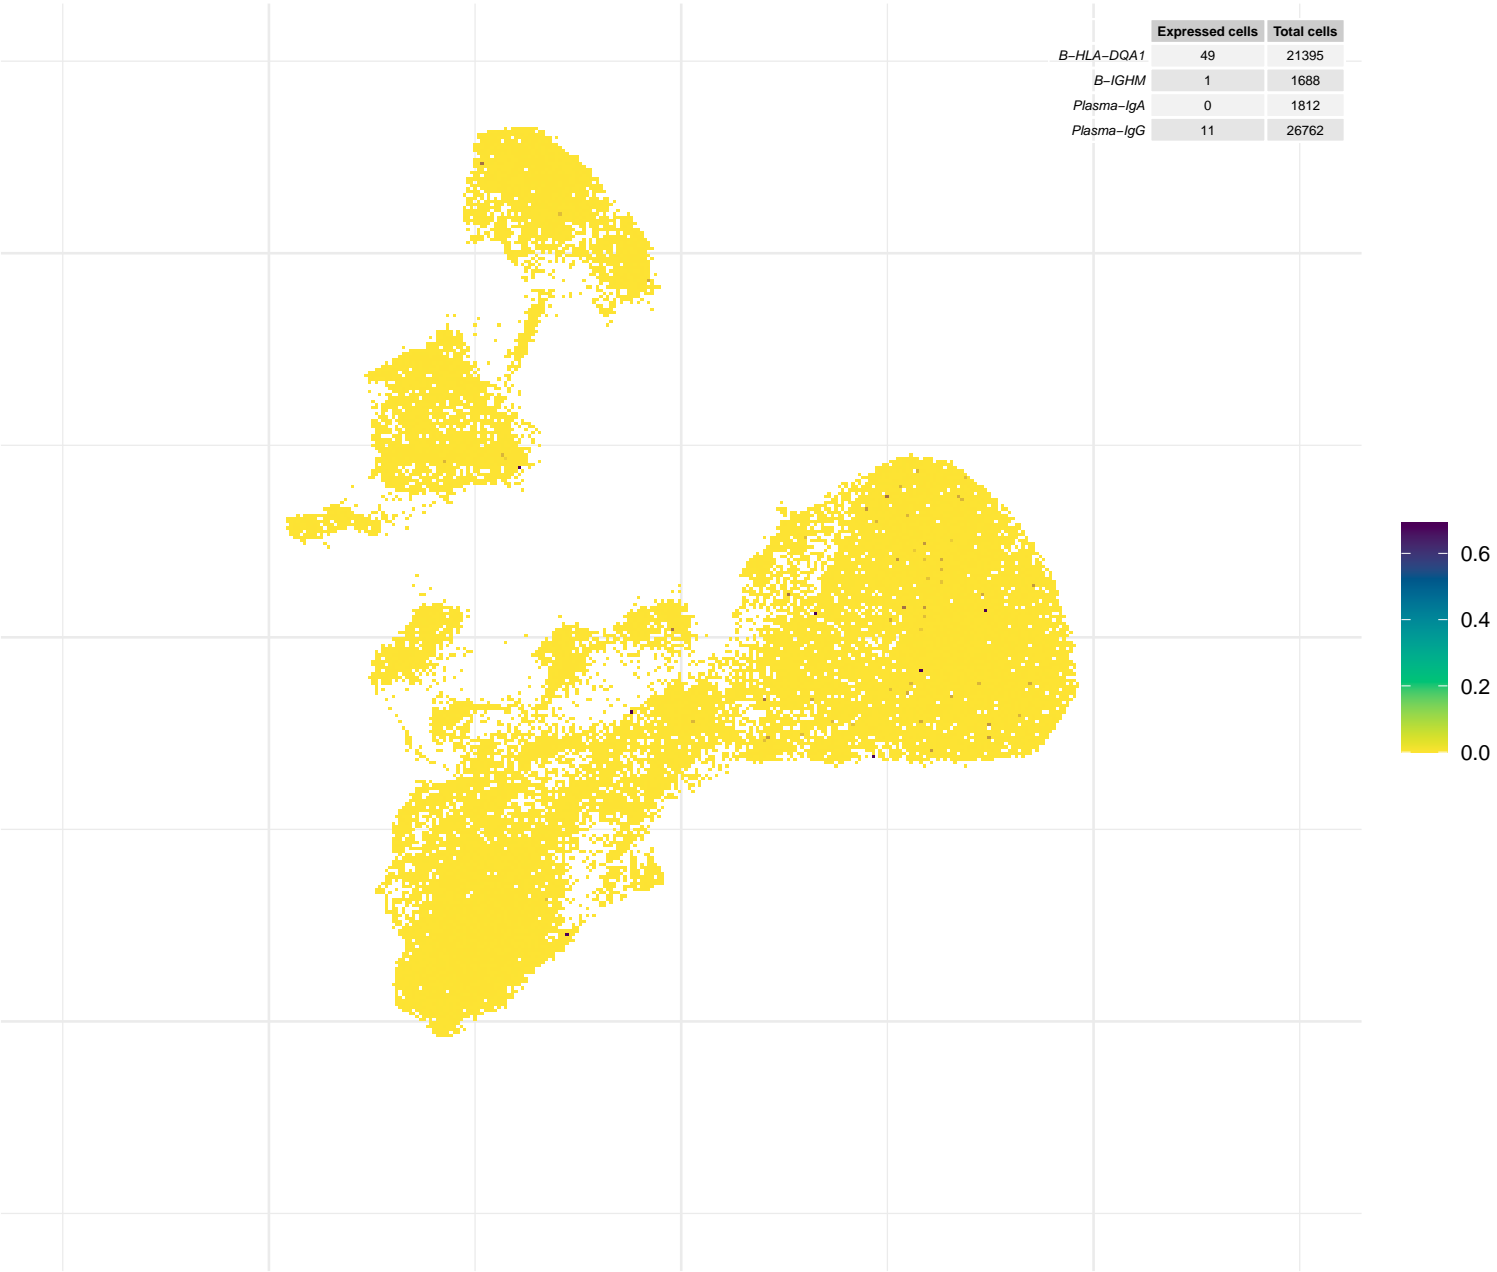 Expressed cells Total cells
B−HLA−DQA1 49 21395
B−IGHM 1 1688
Plasma−IgA 0 1812
Plasma−IgG 11 26762
0.6
0.4
0.2
0.0